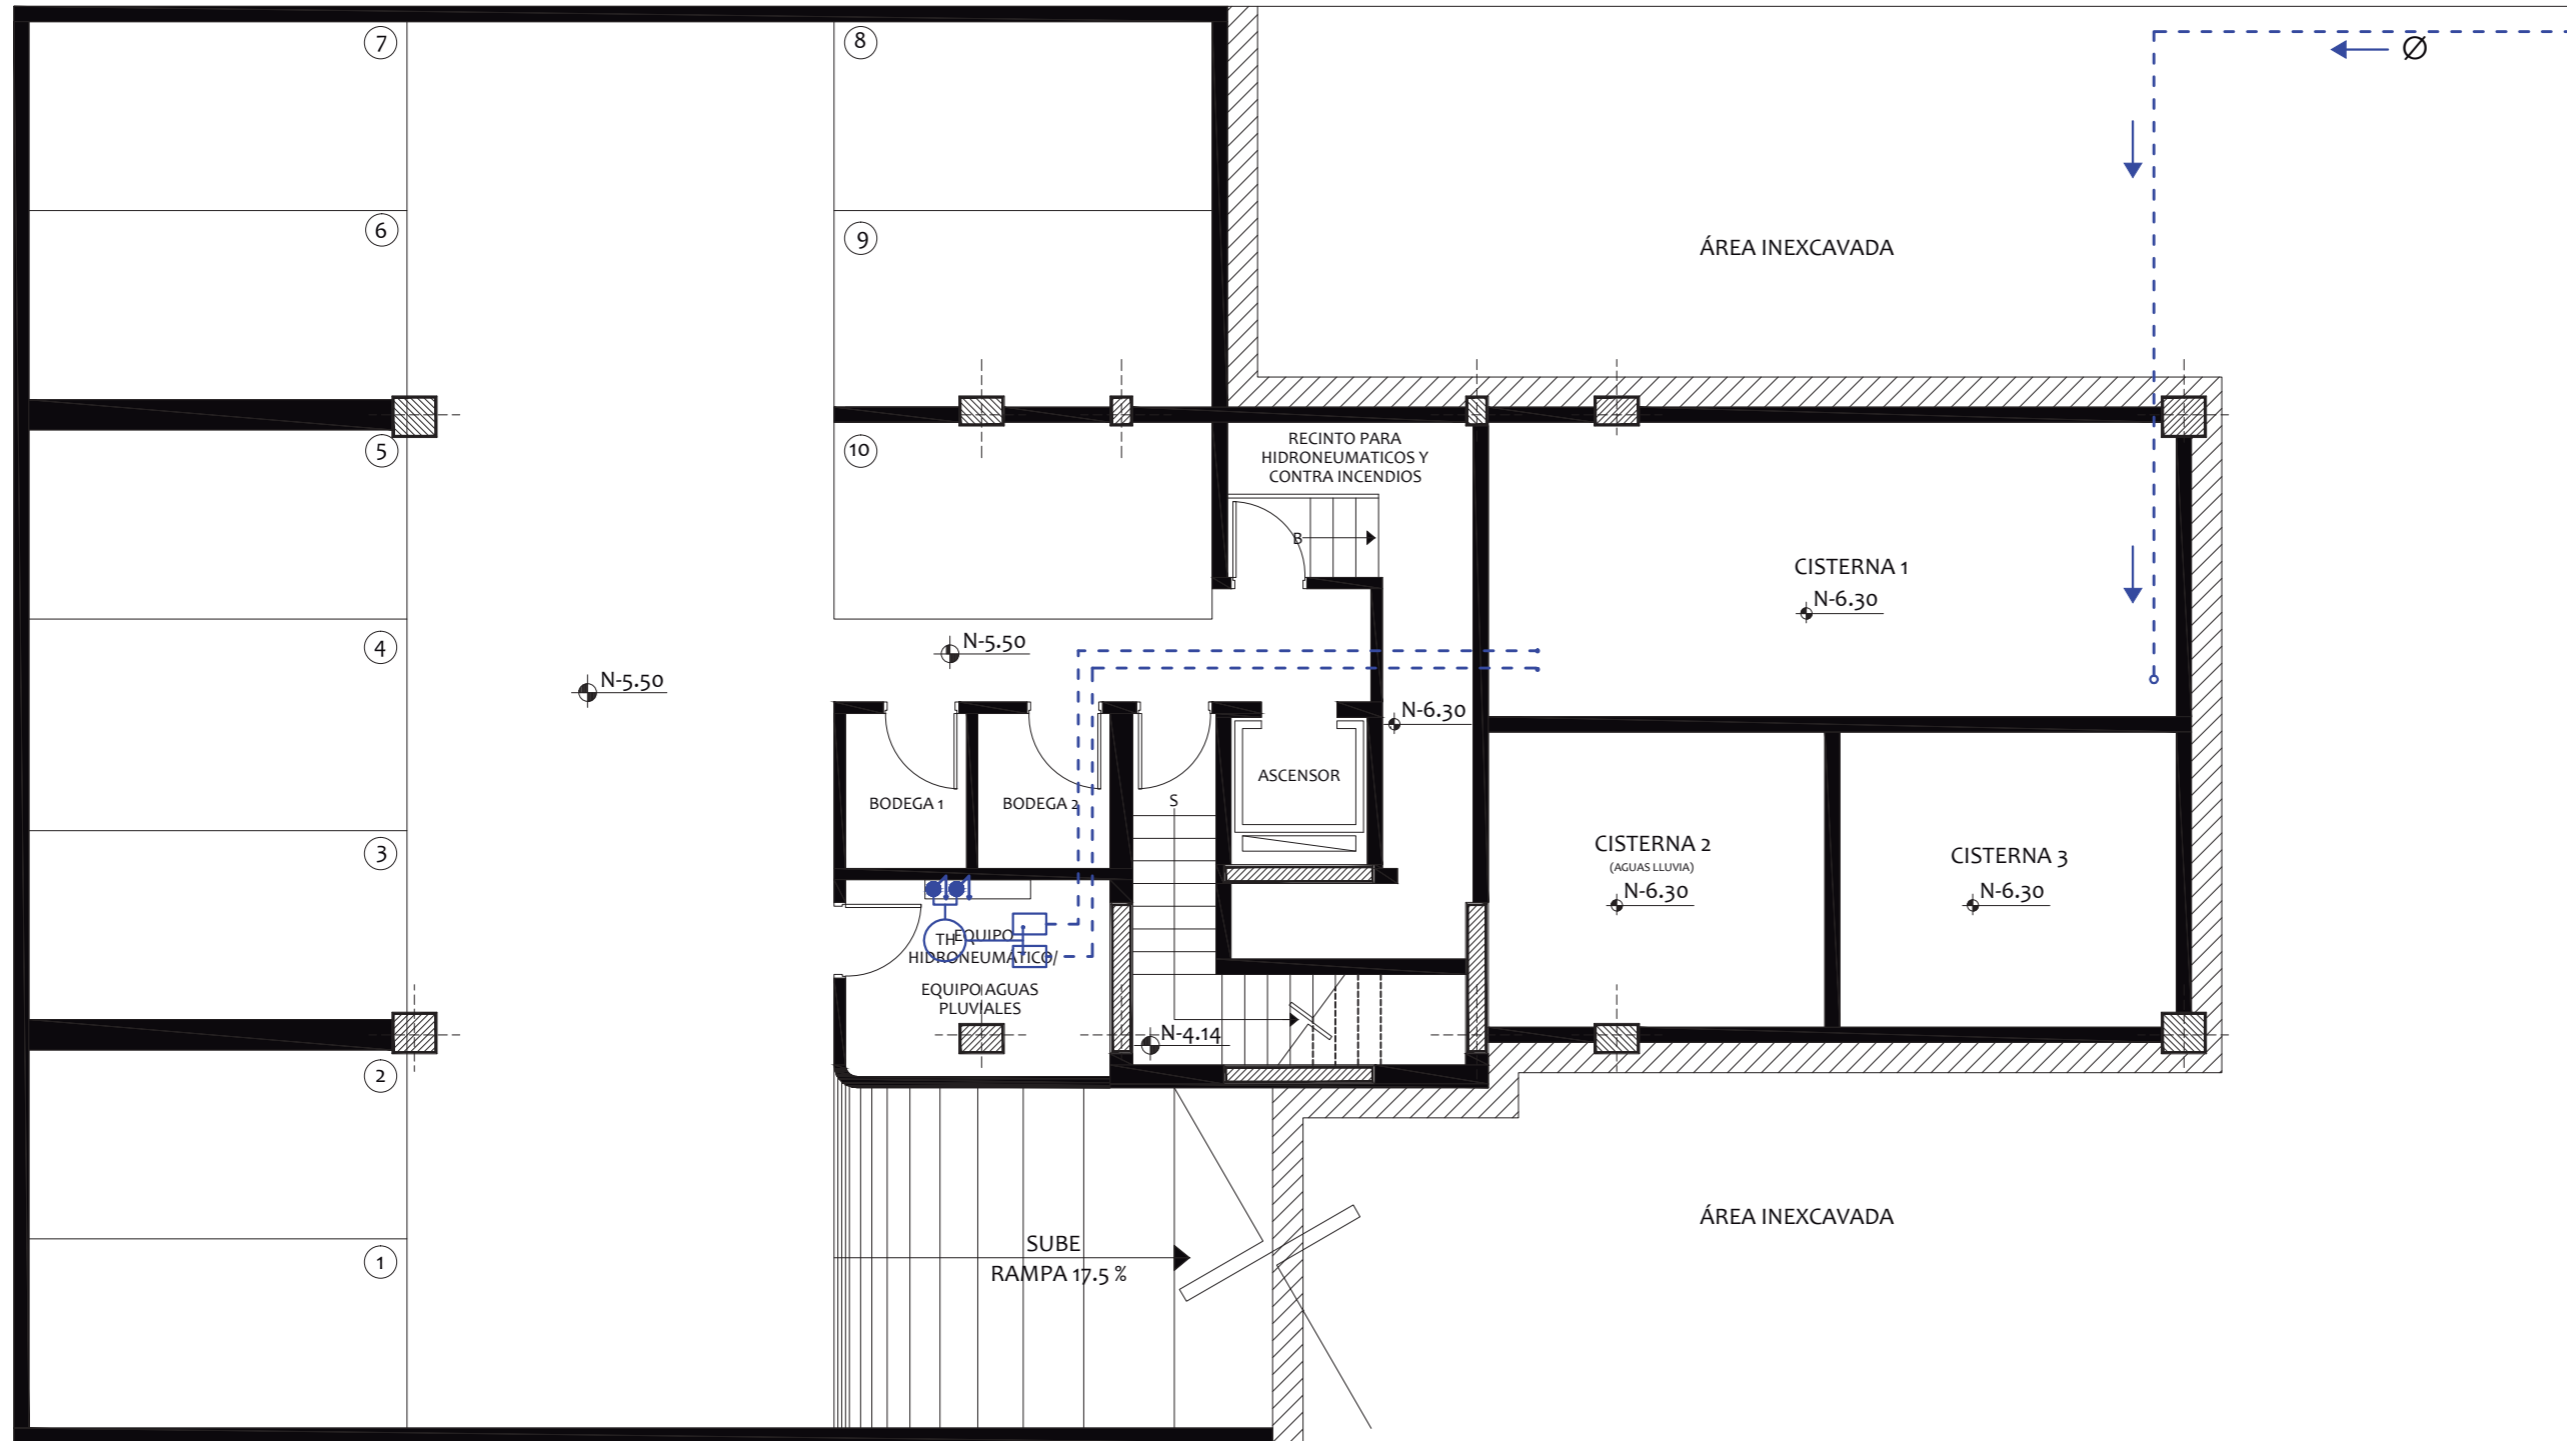 7
8
Ø
6
9
ÁREA INEXCAVADA
5
10
RECINTO PARA
HIDRONEUMATICOS Y
CONTRA INCENDIOS
B
CISTERNA 1
N-6.30
4
N-5.50
N-5.50
N-6.30
ASCENSOR
BODEGA 1
BODEGA 2
S
3
CISTERNA 2
(AGUAS LLUVIA)
N-6.30
CISTERNA 3
N-6.30
TH
EQUIPO
HIDRONEUMÁTICO/
EQUIPO AGUAS
PLUVIALES
N-4.14
2
ÁREA INEXCAVADA
1
SUBE
RAMPA 17.5 %